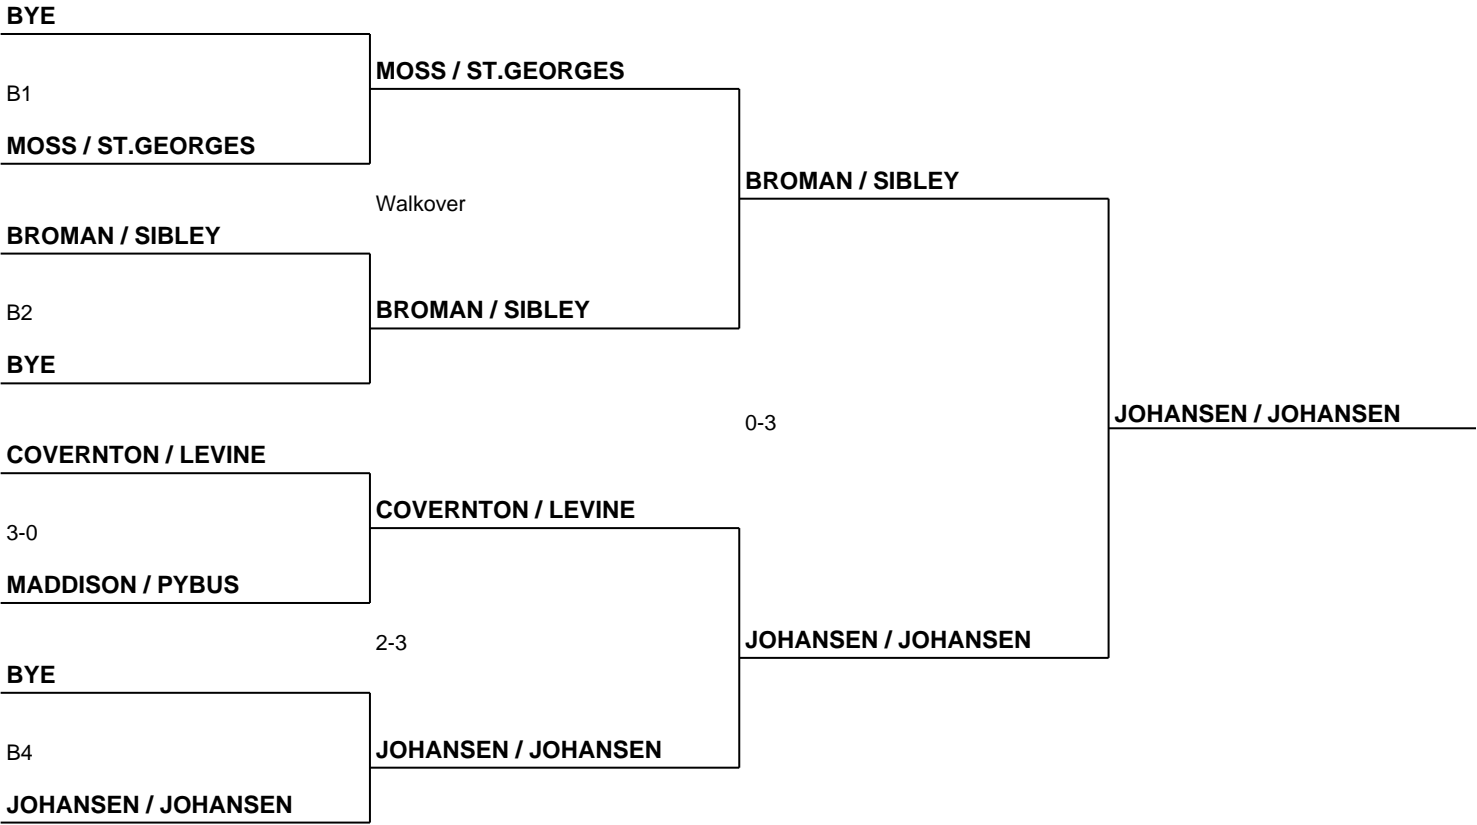 BYE
B1
MOSS / ST.GEORGES
BROMAN / SIBLEY
B2
BYE
COVERNTON / LEVINE
3-0
MADDISON / PYBUS
BYE
B4
JOHANSEN / JOHANSEN
MOSS / ST.GEORGES
Walkover
BROMAN / SIBLEY
COVERNTON / LEVINE
2-3
JOHANSEN / JOHANSEN
BROMAN / SIBLEY
0-3
JOHANSEN / JOHANSEN
JOHANSEN / JOHANSEN